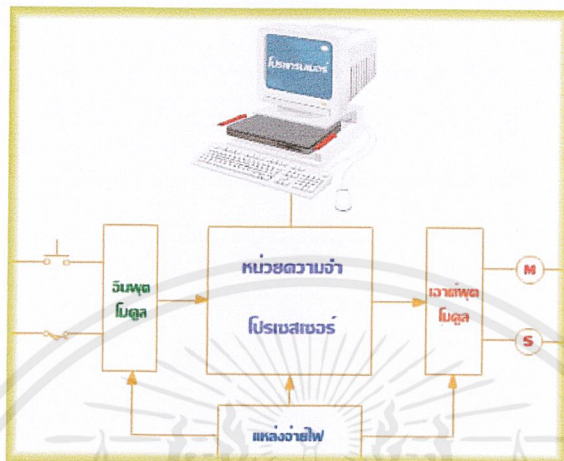 โปรแกรมเมอร์
อินพุต
โมดูล
หน่วยความจำ
โปรเซสเซอร์
เอาต์พุต
โมดูล
M
S
แหล่งจ่ายไฟ